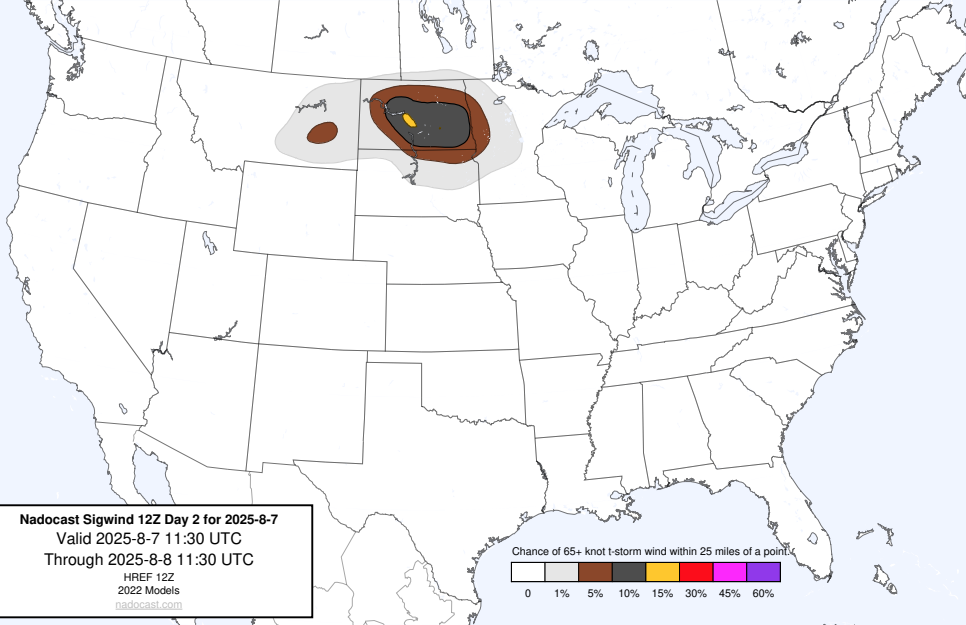 Nadocast Sigwind 12Z Day 2 for 2025-8-7
Valid 2025-8-7 11:30 UTC
Through 2025-8-8 11:30 UTC
HREF 12Z
2022 Models
nadocast.com
Chance of 65+ knot t-storm wind within 25 miles of a point.
0 1% 5% 10% 15% 30% 45% 60%